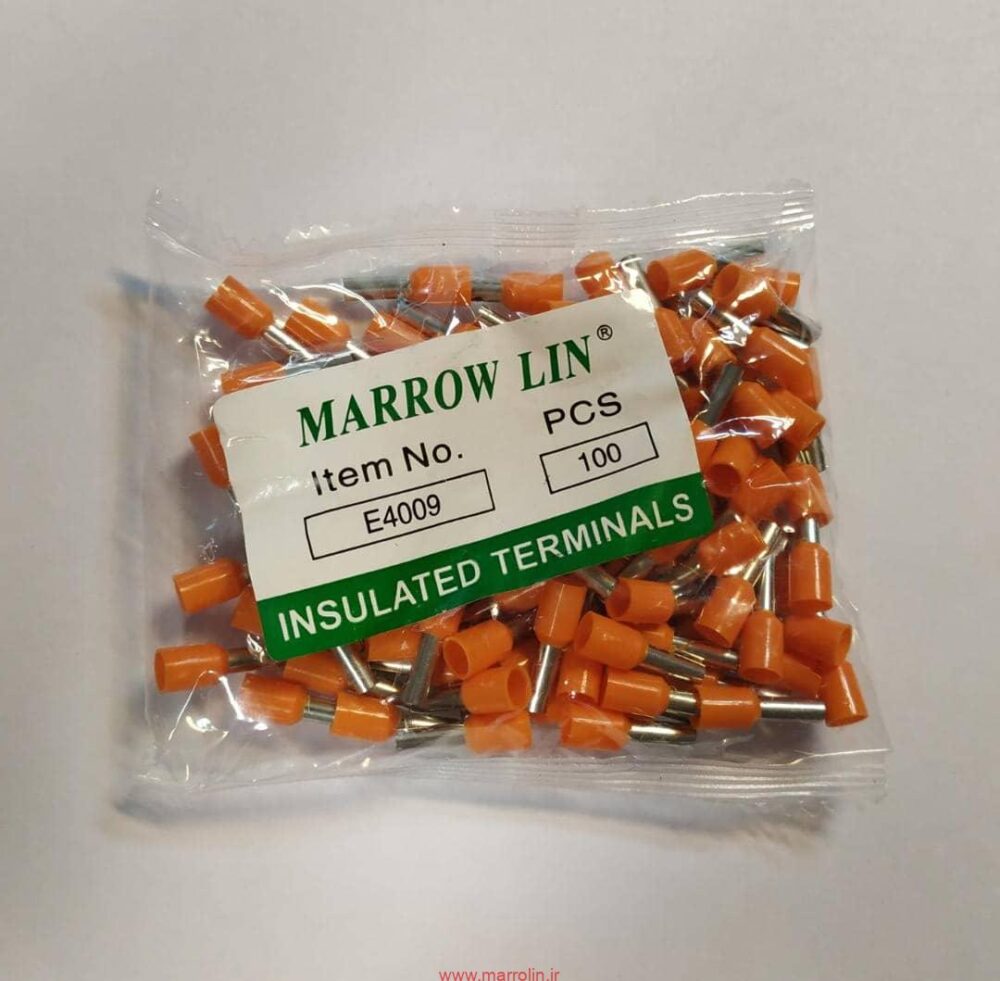 MARROW LIN®
Item No.
PCS
E4009
100
INSULATED TERMINALS
www.marrolin.ir